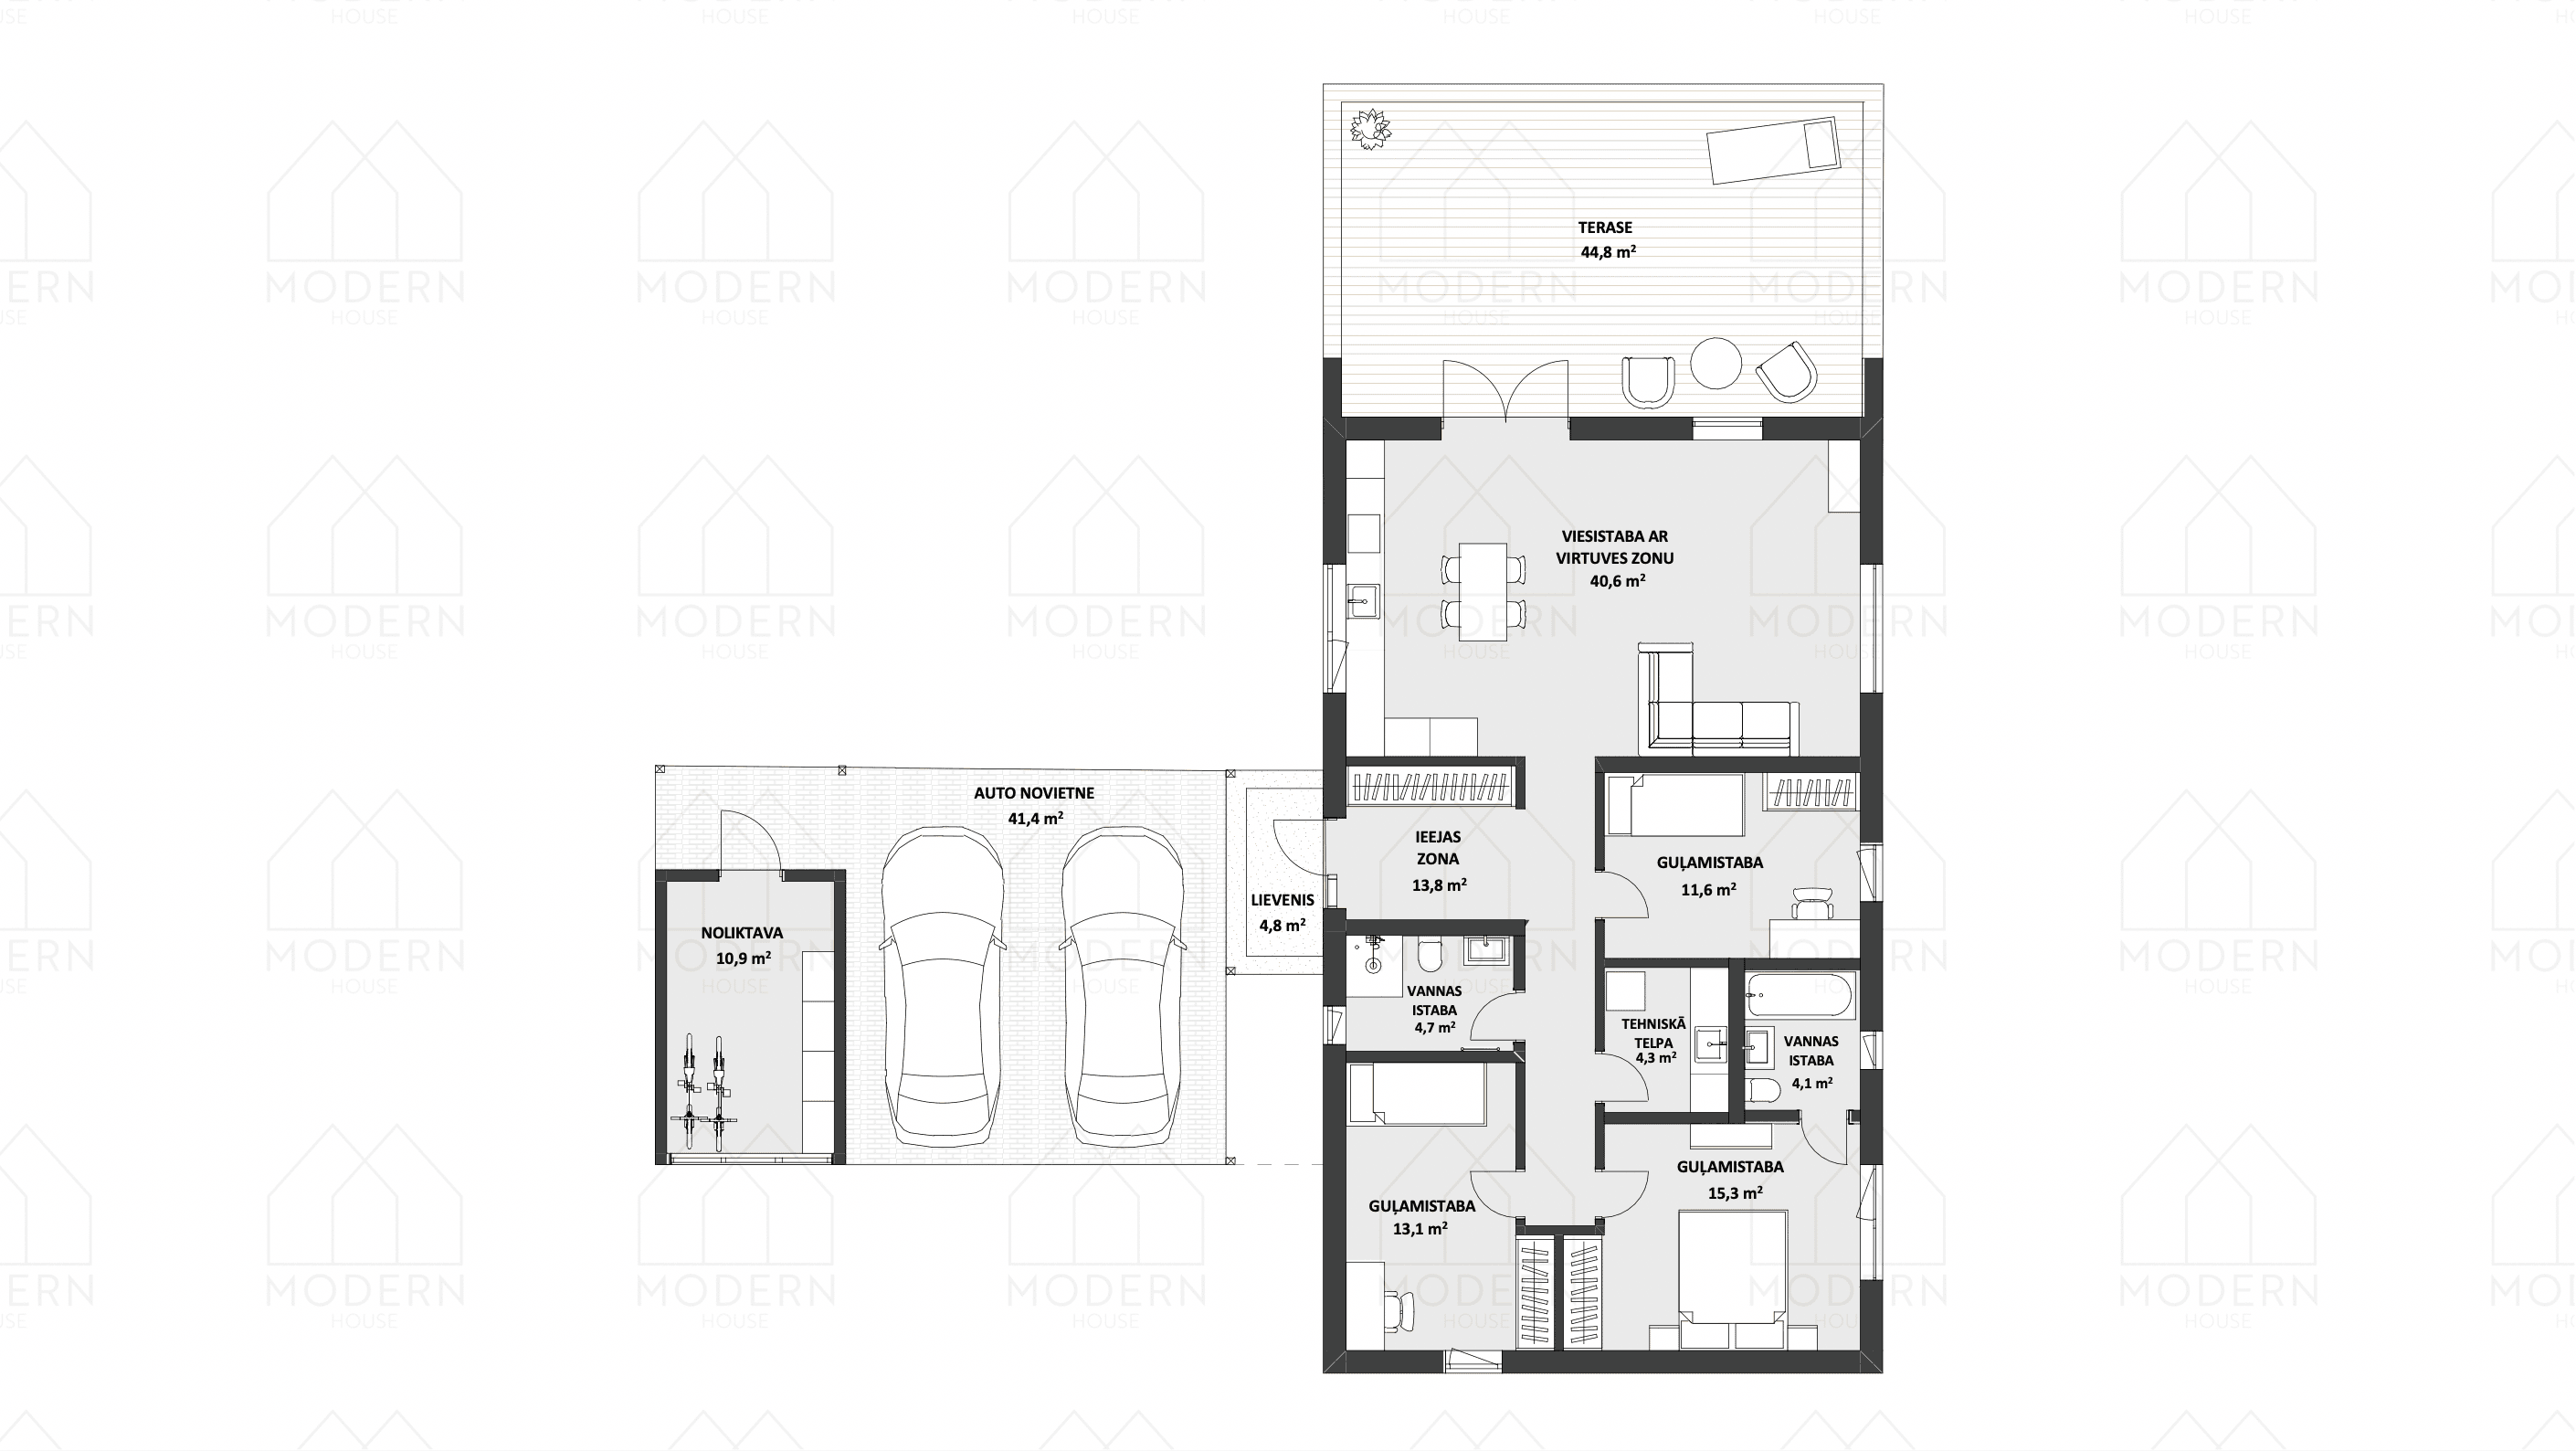 TERASE
44,8 m²
VIESISTABA AR
VIRTUVES ZONU
40,6 m²
AUTO NOVIETNE
41,4 m²
IEEJAS
ZONA
13,8 m²
GUĻAMISTABA
11,6 m²
LIEVENIS
4,8 m²
NOLIKTAVA
10,9 m²
VANNAS
ISTABA
4,7 m²
TEHNISKĀ
TELPA
4,3 m²
VANNAS
ISTABA
4,1 m²
GUĻAMISTABA
15,3 m²
GUĻAMISTABA
13,1 m²
MODERN
HOUSE